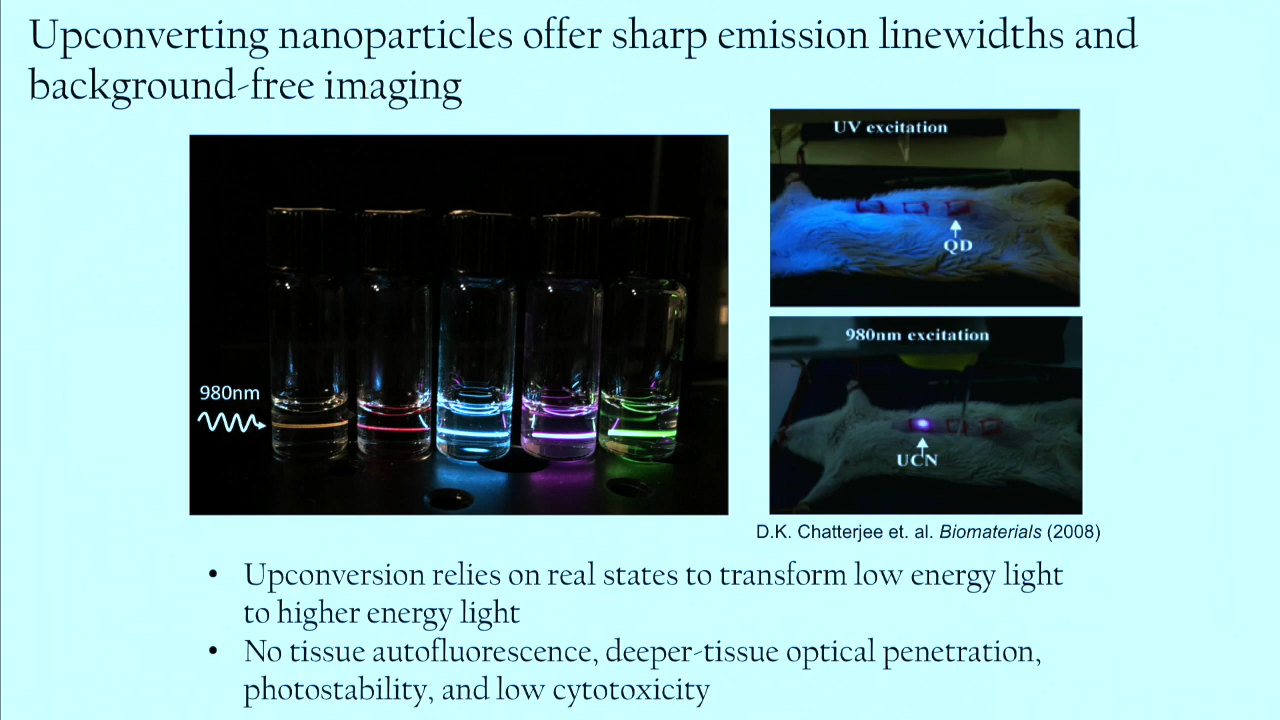 Upconverting nanoparticles offer sharp emission linewidths and
background-free imaging
980nm
UV excitation
QD
980nm excitation
UCN
D.K. Chatterjee et. al. Biomaterials (2008)
• Upconversion relies on real states to transform low energy light
to higher energy light
• No tissue autofluorescence, deeper-tissue optical penetration,
photostability, and low cytotoxicity